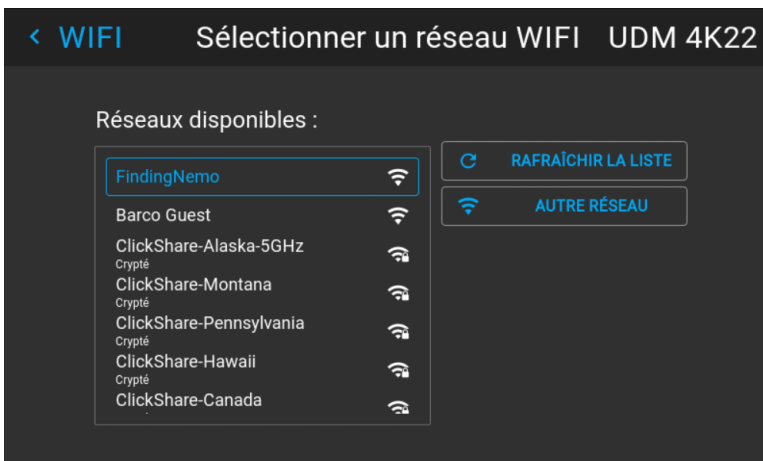 WIFI Sélectionner un réseau WIFI UDM 4K22
Réseaux disponibles :
FindingNemo
Barco Guest
ClickShare-Alaska-5GHz
Crypté
ClickShare-Montana
Crypté
ClickShare-Pennsylvania
Crypté
ClickShare-Hawaii
Crypté
ClickShare-Canada
RAFRAÎCHIR LA LISTE
AUTRE RÉSEAU